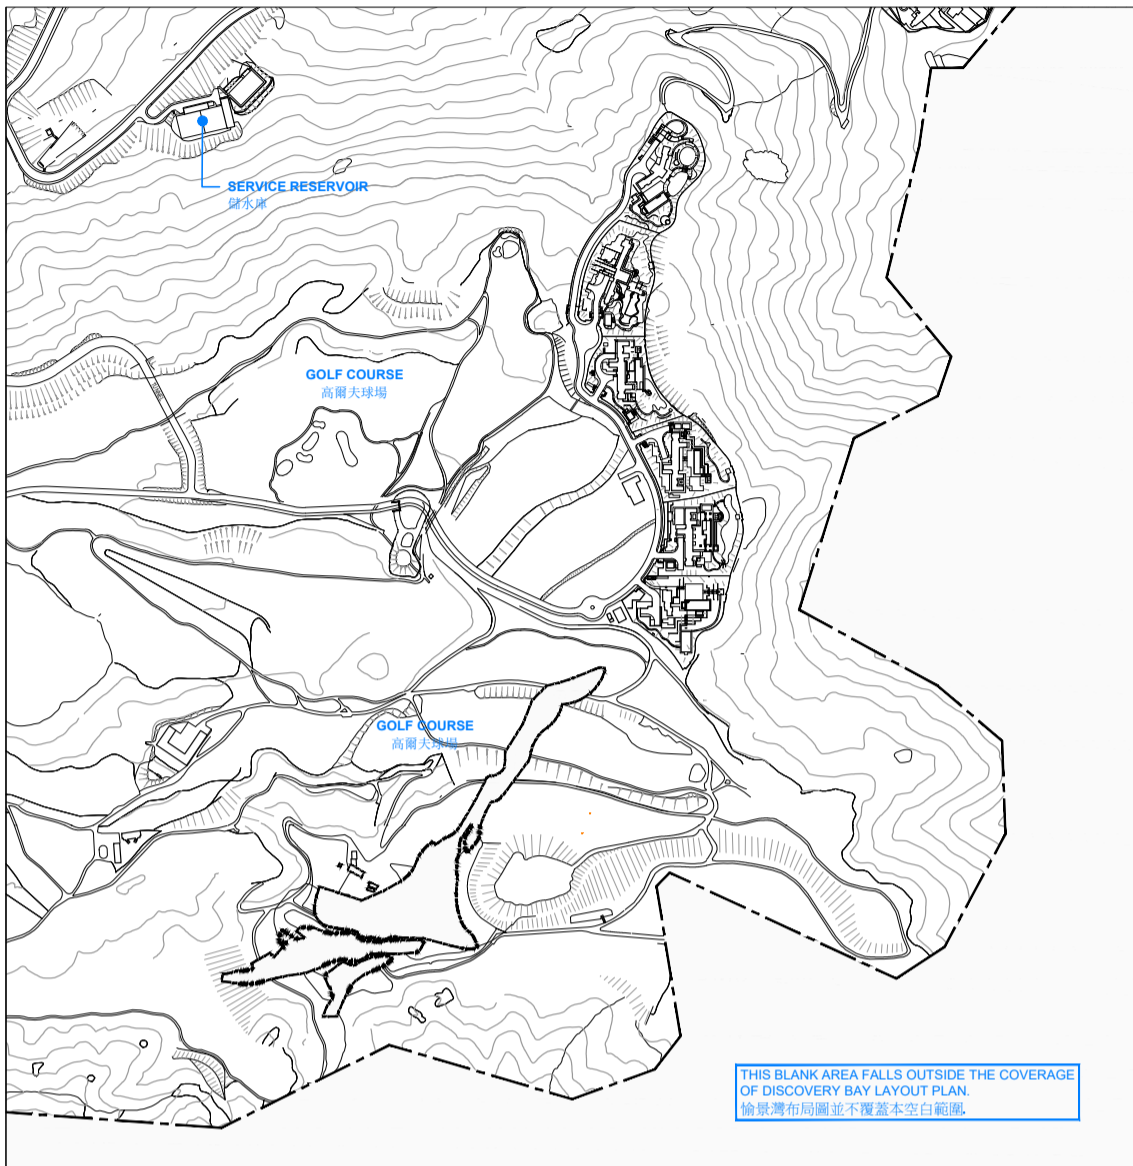 SERVICE RESERVOIR
儲水庫
GOLF COURSE
高爾夫球場
GOLF COURSE
高爾夫球場
THIS BLANK AREA FALLS OUTSIDE THE COVERAGE
OF DISCOVERY BAY LAYOUT PLAN.
愉景灣布局圖並不覆蓋本空白範圍.